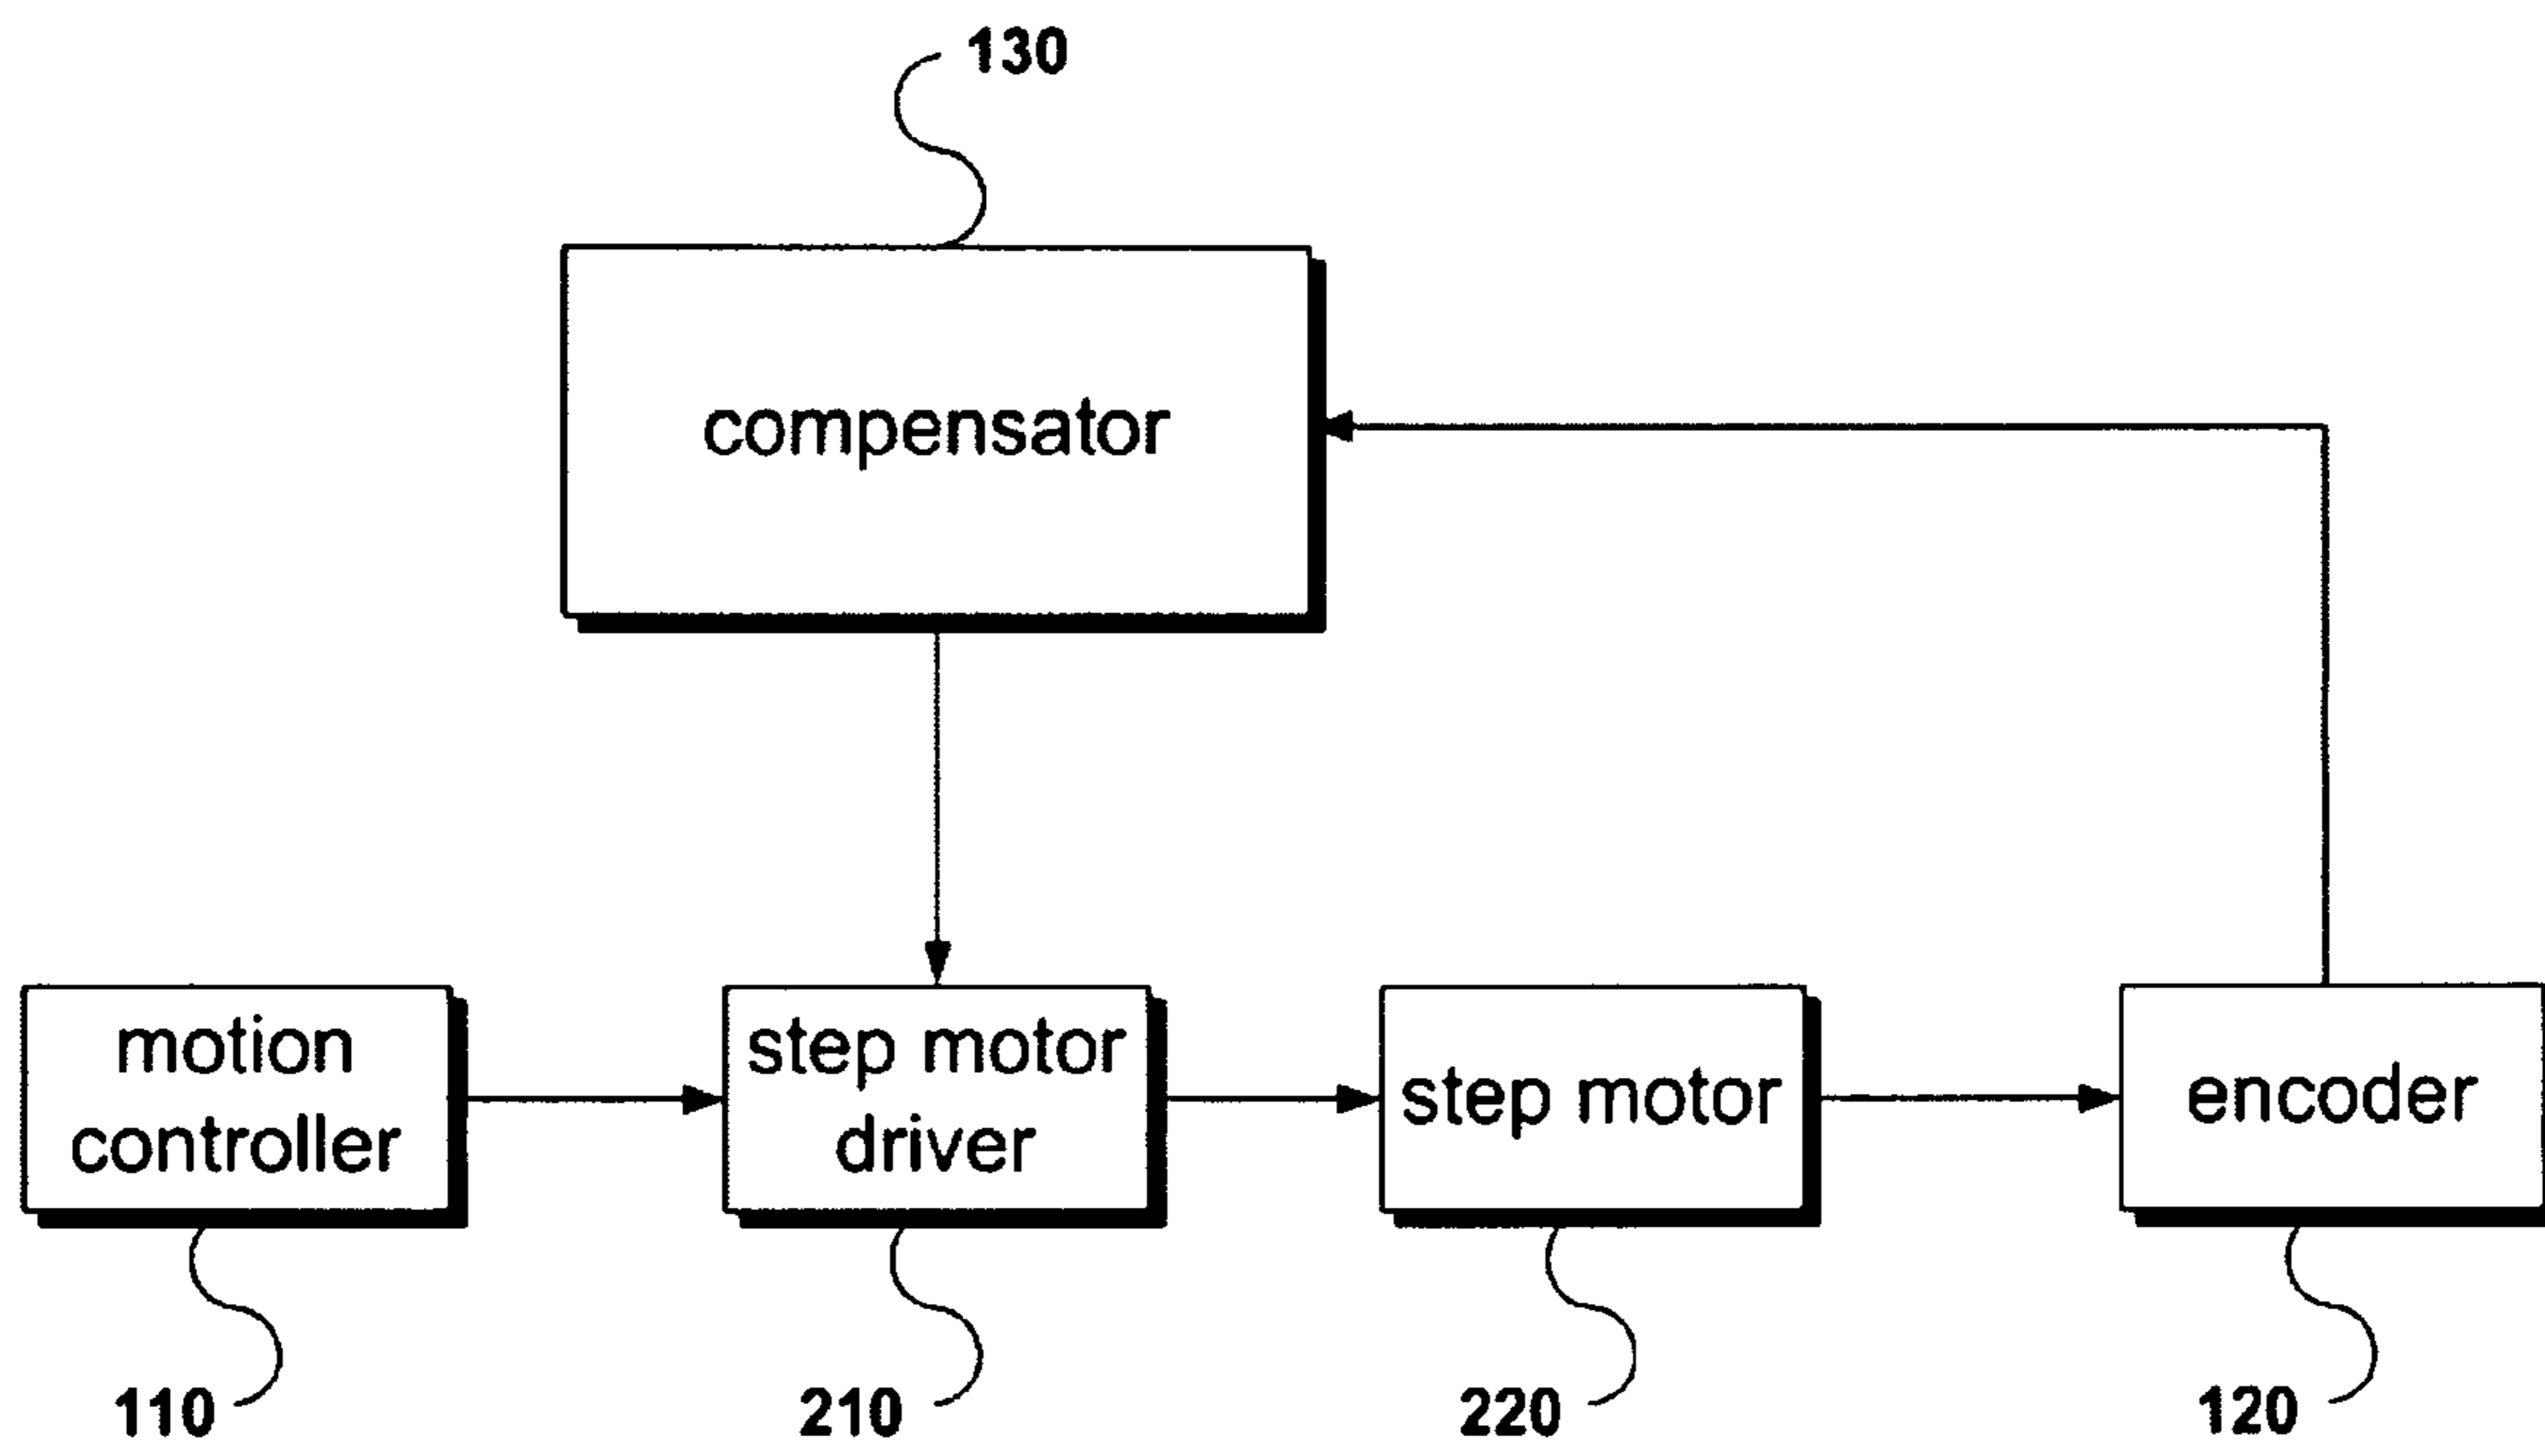 130
compensator
motion
controller
step motor
driver
step motor
encoder
110
210
220
120